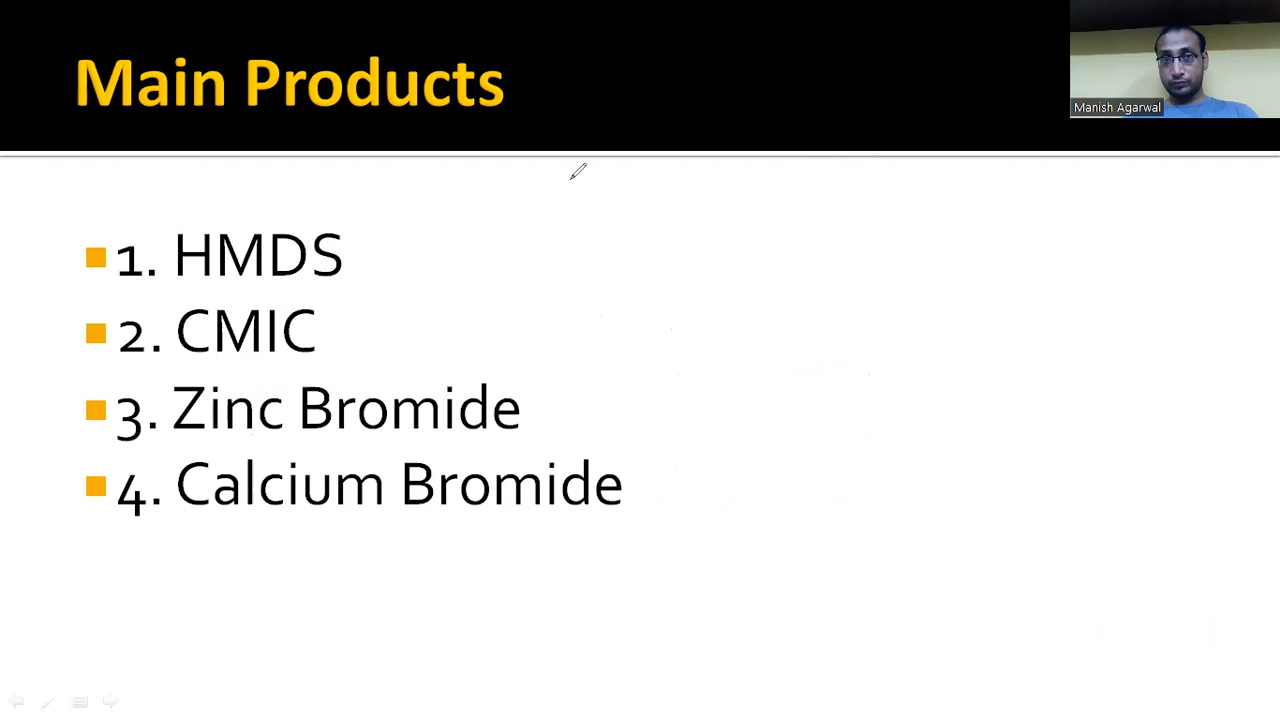 Main Products
Manish Agarwal
1. HMDS
2. CMIC
3. Zinc Bromide
4. Calcium Bromide